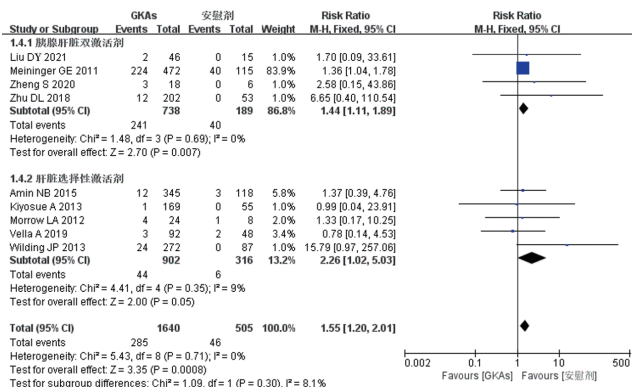 GKAs 安慰剂 Risk Ratio Risk Ratio
Study or Subgroup Events Total Events Total Weight M-H, Fixed, 95% CI M-H, Fixed, 95% CI
1.4.1 胰腺肝脏双激活剂
Liu DY 2021 2 46 0 15 1.0% 1.70 [0.09, 33.61]
Meininger GE 2011 224 472 40 115 83.9% 1.36 [1.04, 1.78]
Zheng S 2020 3 18 0 6 1.0% 2.58 [0.15, 43.86]
Zhu DL 2018 12 202 0 53 1.0% 6.65 [0.40, 110.54]
Subtotal (95% CI) 738 189 86.8% 1.44 [1.11, 1.89]
Total events 241 40
Heterogeneity: Chi² = 1.48, df = 3 (P = 0.69); I² = 0%
Test for overall effect: Z = 2.70 (P = 0.007)
1.4.2 肝脏选择性激活剂
Amin NB 2015 12 345 3 118 5.8% 1.37 [0.39, 4.76]
Kiyosue A 2013 1 169 0 55 1.0% 0.99 [0.04, 23.91]
Morrow LA 2012 4 24 1 8 1.9% 1.33 [0.17, 10.25]
Vella A 2019 3 92 2 48 3.4% 0.78 [0.14, 4.53]
Wilding JP 2013 24 272 0 87 1.0% 15.79 [0.97, 257.06]
Subtotal (95% CI) 902 316 13.2% 2.26 [1.02, 5.03]
Total events 44 6
Heterogeneity: Chi² = 4.41, df = 4 (P = 0.35); I² = 9%
Test for overall effect: Z = 2.00 (P = 0.05)
Total (95% CI) 1640 505 100.0% 1.55 [1.20, 2.01]
Total events 285 46
Heterogeneity: Chi² = 5.43, df = 8 (P = 0.71); I² = 0%
Test for overall effect: Z = 3.35 (P = 0.0008)
Test for subgroup differences: Chi² = 1.09, df = 1 (P = 0.30), I² = 8.1%
0.002 0.1 1 10 500
Favours [GKAs] Favours [安慰剂]